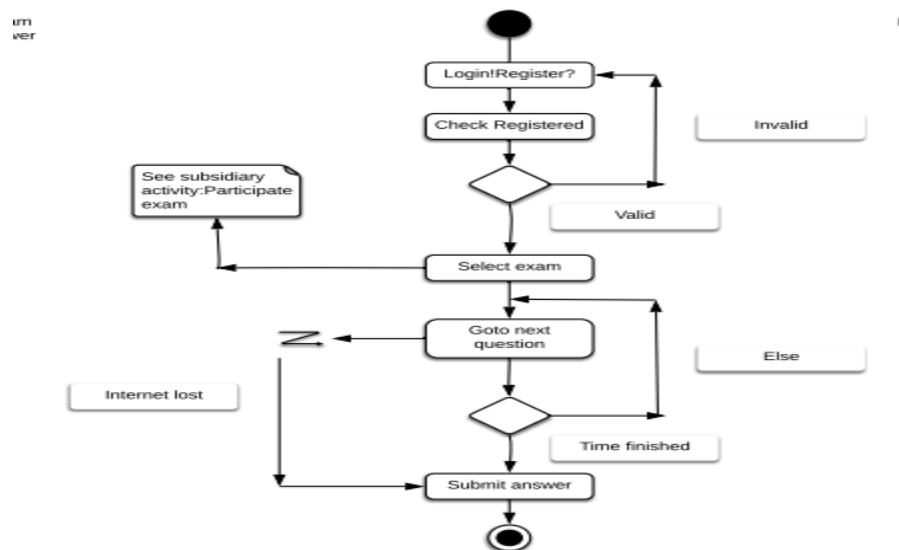 Login!Register?
Check Registered
Invalid
See subsidiary
activity:Participate
exam
Valid
Select exam
Goto next
question
Else
Internet lost
Time finished
Submit answer